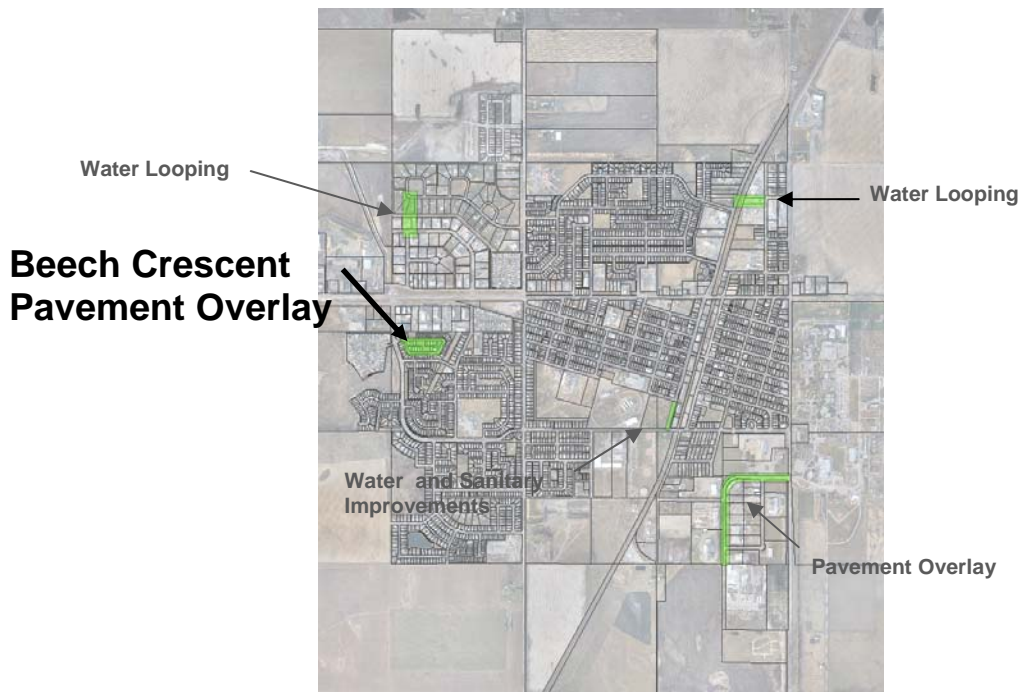 Water Looping
Water Looping
Beech Crescent
Pavement Overlay
Water and Sanitary
Improvements
Pavement Overlay